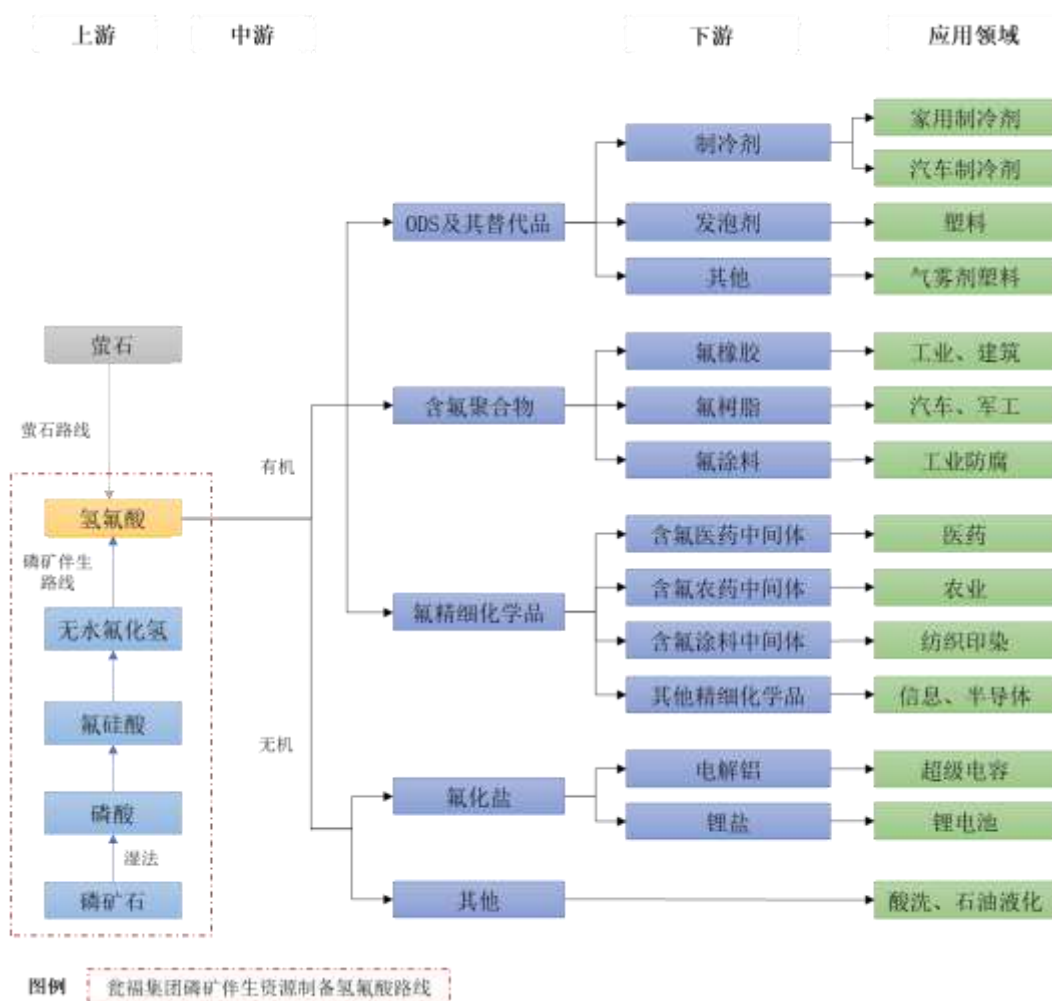 上游
中游
下游
应用领域
家用制冷剂
制冷剂
汽车制冷剂
ODS及其替代品
发泡剂
塑料
其他
气雾剂塑料
萤石
氟橡胶
工业、建筑
含氟聚合物
氟树脂
汽车、军工
萤石路线
氟涂料
工业防腐
有机
氢氟酸
含氟医药中间体
医药
磷矿伴生
路线
含氟农药中间体
农业
氟精细化学品
无水氟化氢
含氟涂料中间体
纺织印染
其他精细化学品
信息、半导体
氟硅酸
无机
电解铝
超级电容
氟化盐
磷酸
锂盐
锂电池
湿法
磷矿石
其他
酸洗、石油液化
图例
瓮福集团磷矿伴生资源制备氢氟酸路线